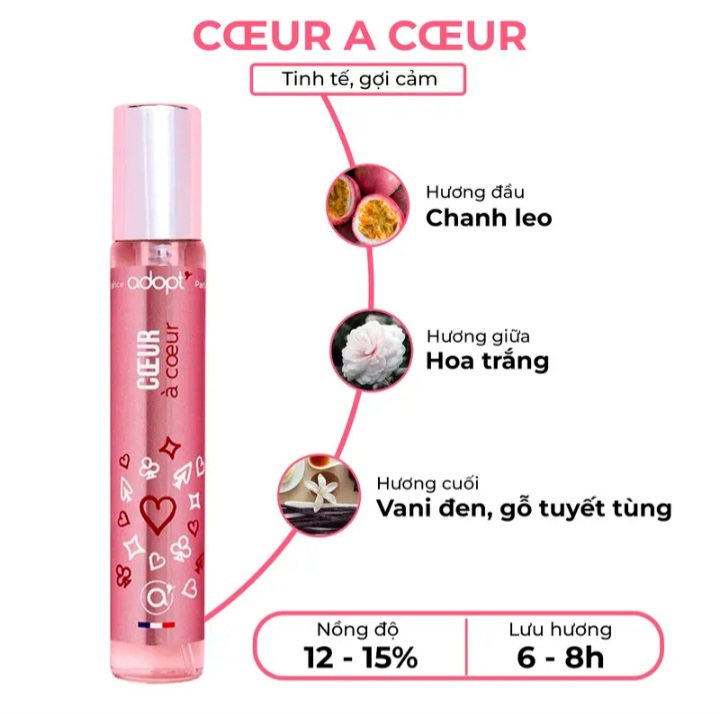 CŒUR A CŒUR
Tinh tế, gợi cảm
Hương đầu
Chanh leo
Hương giữa
Hoa trắng
Hương cuối
Vani đen, gỗ tuyết tùng
adopt'
CŒUR
à cœur
Nồng độ
12 - 15%
Lưu hương
6 - 8h